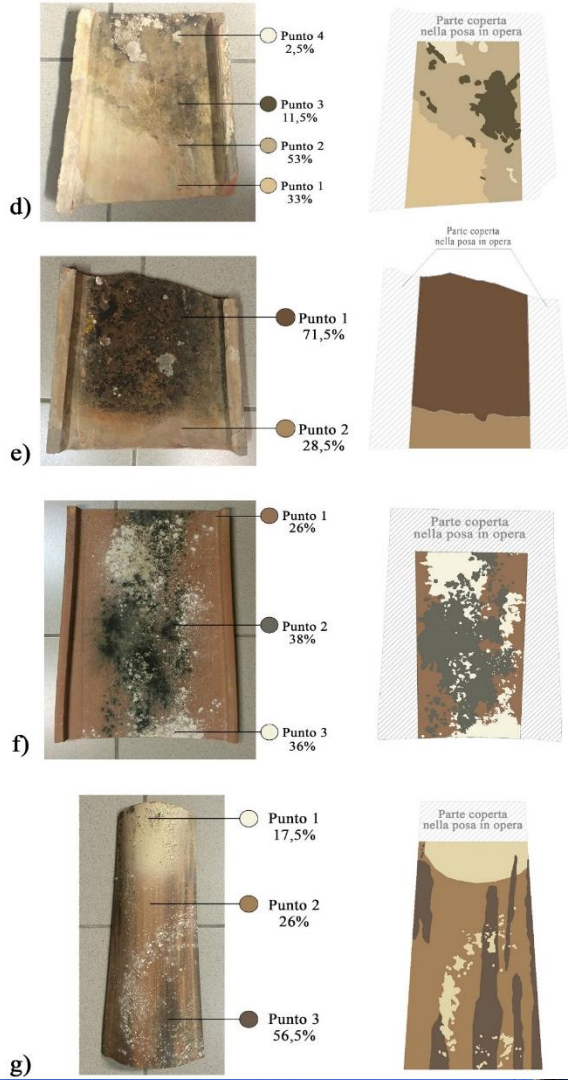 Punto 4
2,5%
Punto 3
11,5%
Punto 2
53%
Punto 1
33%
d)
Parte coperta
nella posa in opera
Punto 1
71,5%
Punto 2
28,5%
e)
Parte coperta
nella posa in opera
Punto 1
26%
Punto 2
38%
Punto 3
36%
f)
Parte coperta
nella posa in opera
Punto 1
17,5%
Punto 2
26%
Punto 3
56,5%
g)
Parte coperta
nella posa in opera